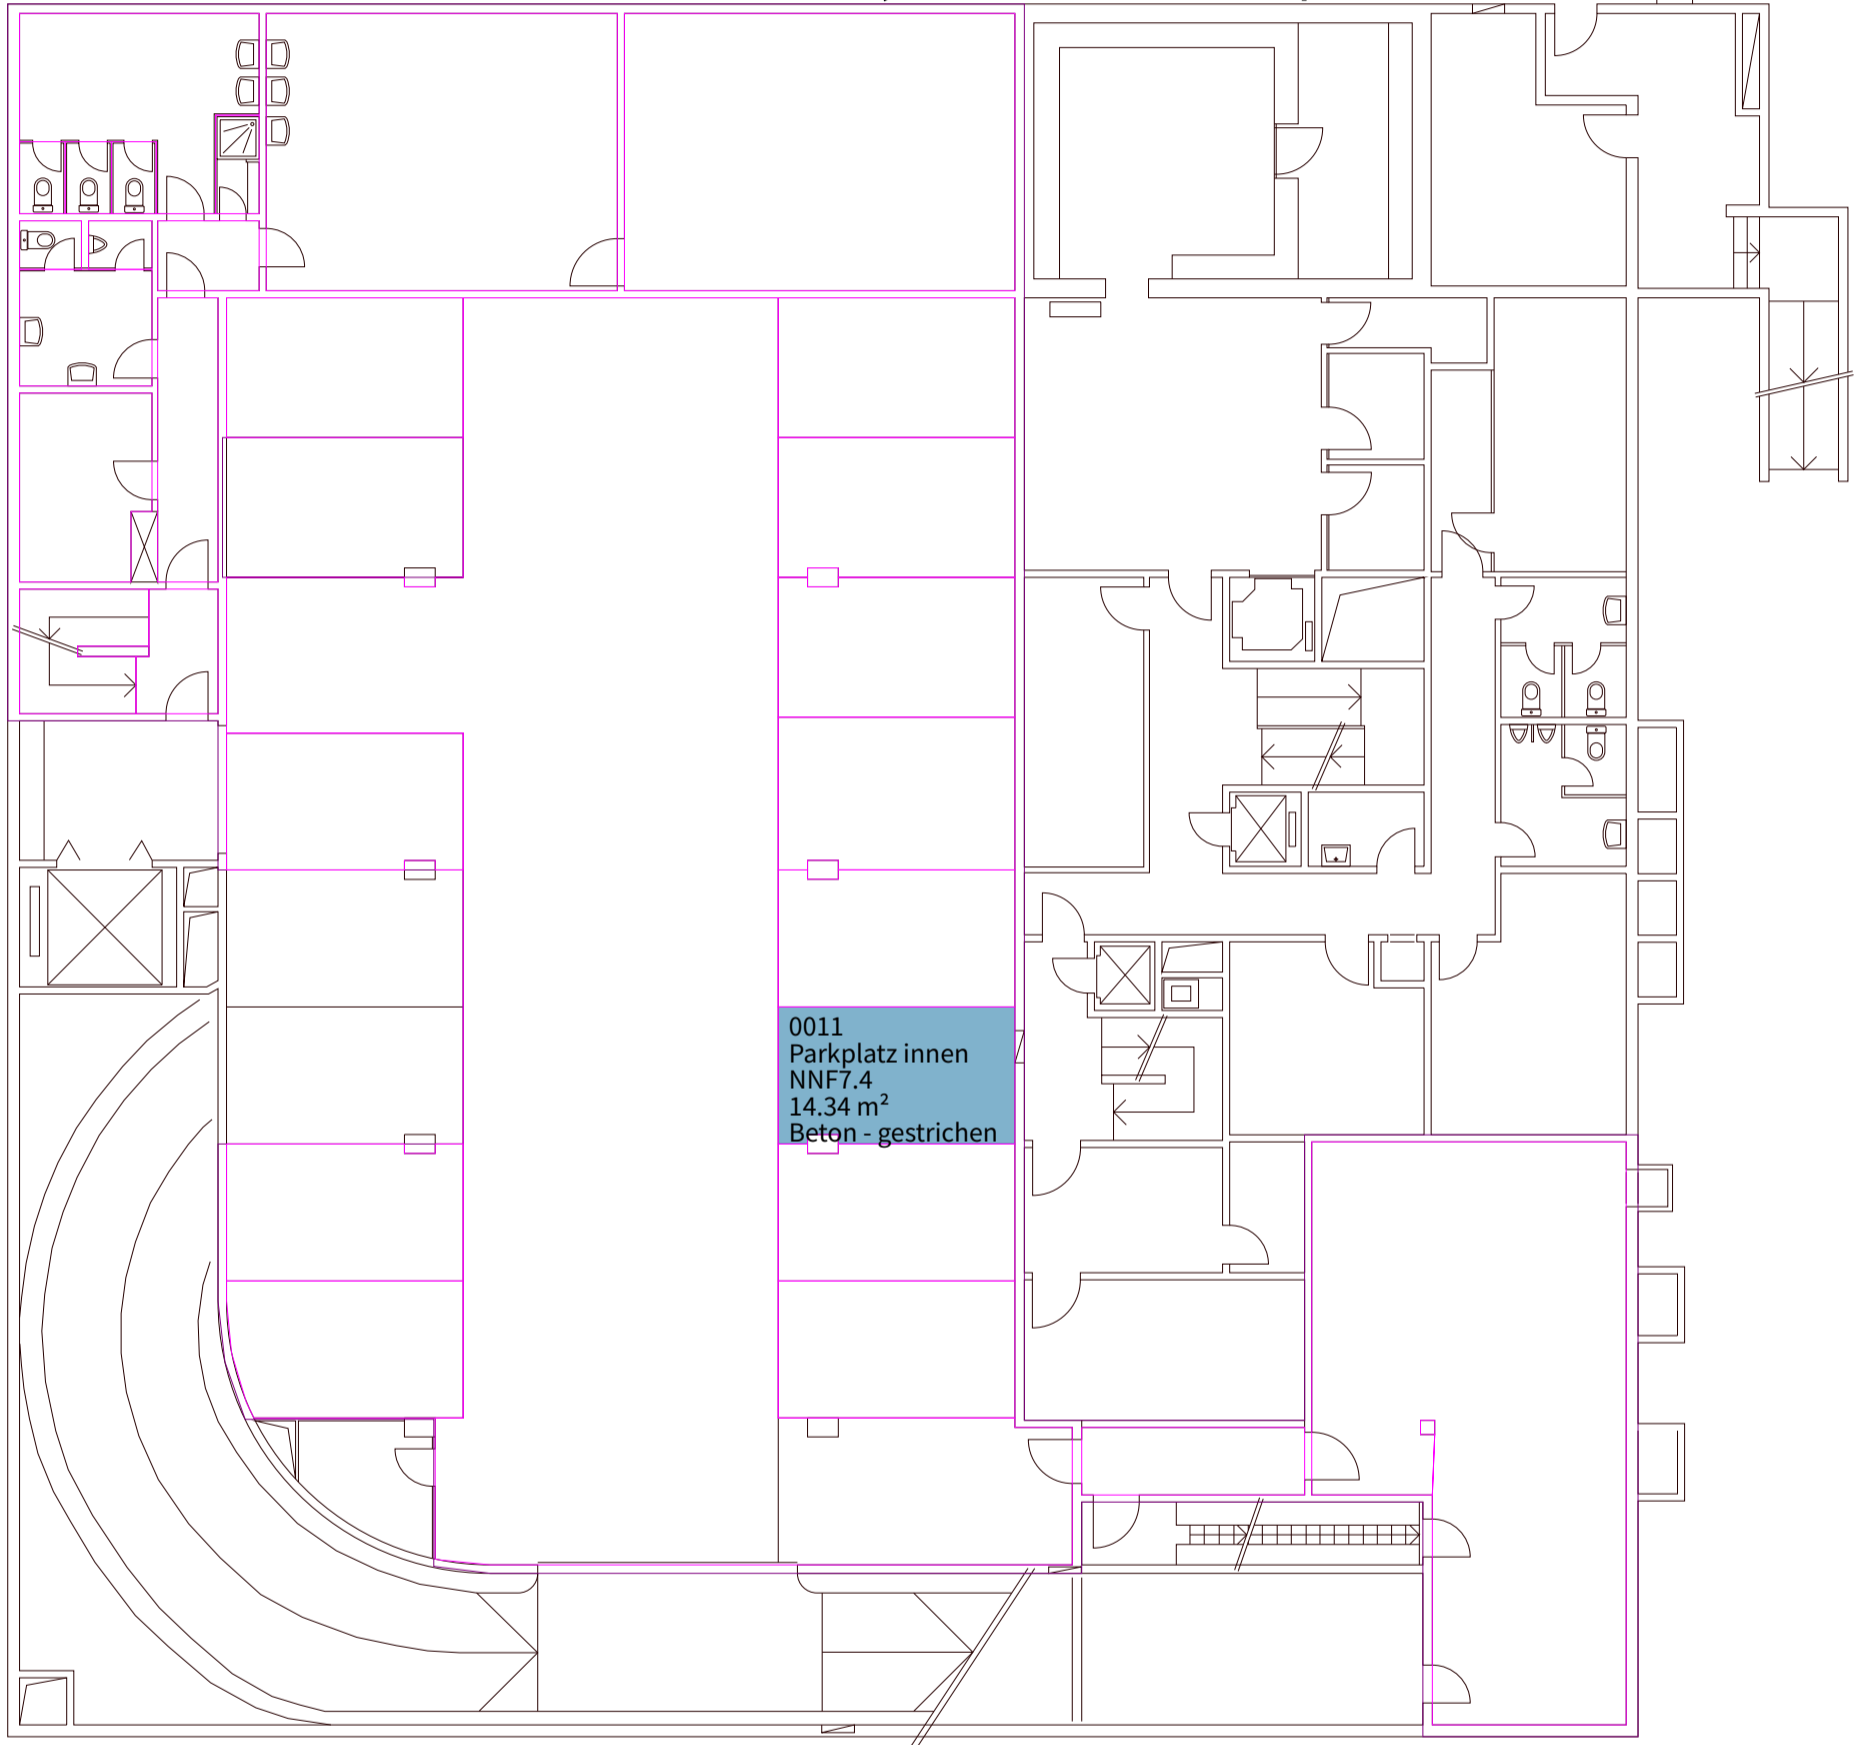 0011
Parkplatz innen
NNF7.4
14.34 m²
Beton - gestrichen